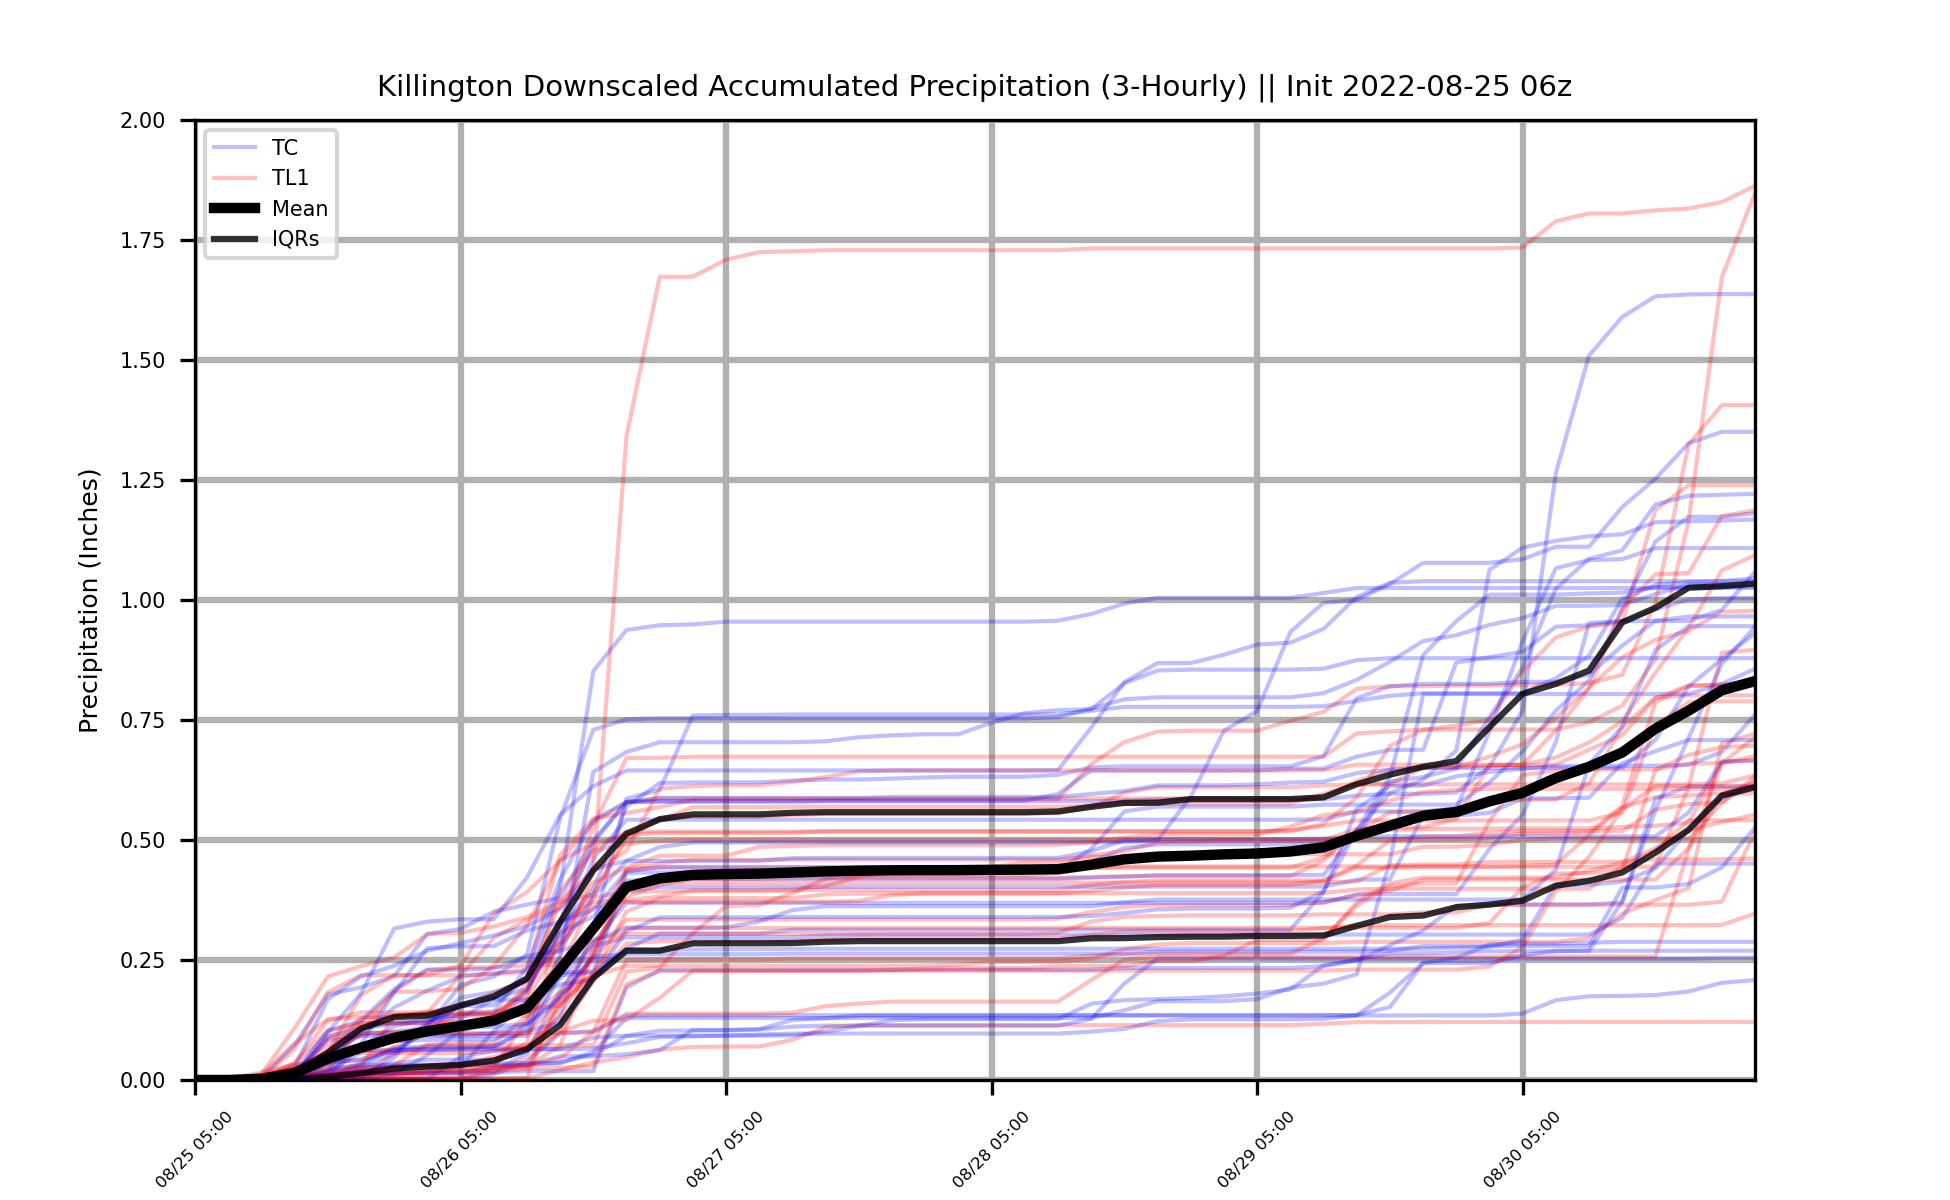 Killington Downscaled Accumulated Precipitation (3-Hourly) || Init 2022-08-25 06z
TC
TL1
Mean
IQRs
Precipitation (Inches)
2.00
1.75
1.50
1.25
1.00
0.75
0.50
0.25
0.00
08/25 05:00
08/26 05:00
08/27 05:00
08/28 05:00
08/29 05:00
08/30 05:00